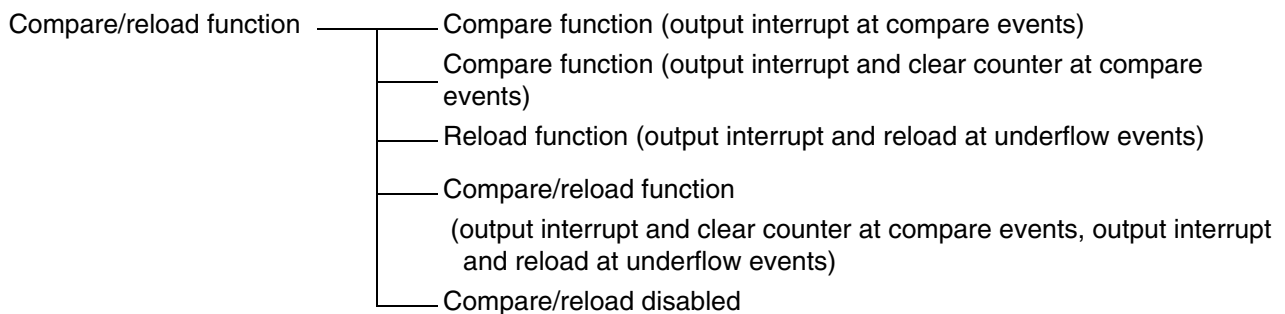 Compare/reload function
Compare function (output interrupt at compare events)
Compare function (output interrupt and clear counter at compare
events)
Reload function (output interrupt and reload at underflow events)
Compare/reload function
(output interrupt and clear counter at compare events, output interrupt
and reload at underflow events)
Compare/reload disabled